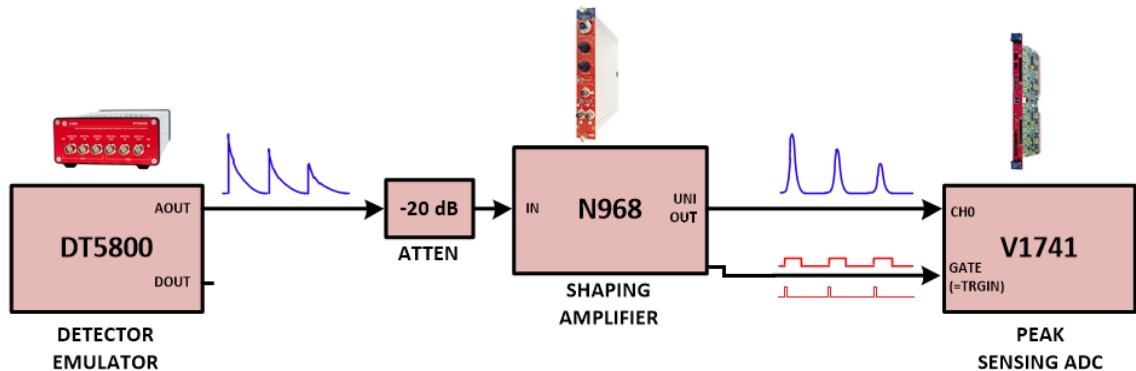 AOUT
DT5800
DOUT
DETECTOR
EMULATOR
-20 dB
ATTEN
IN
N968
UNI
OUT
SHAPING
AMPLIFIER
CH0
V1741
GATE
(=TRGIN)
PEAK
SENSING ADC